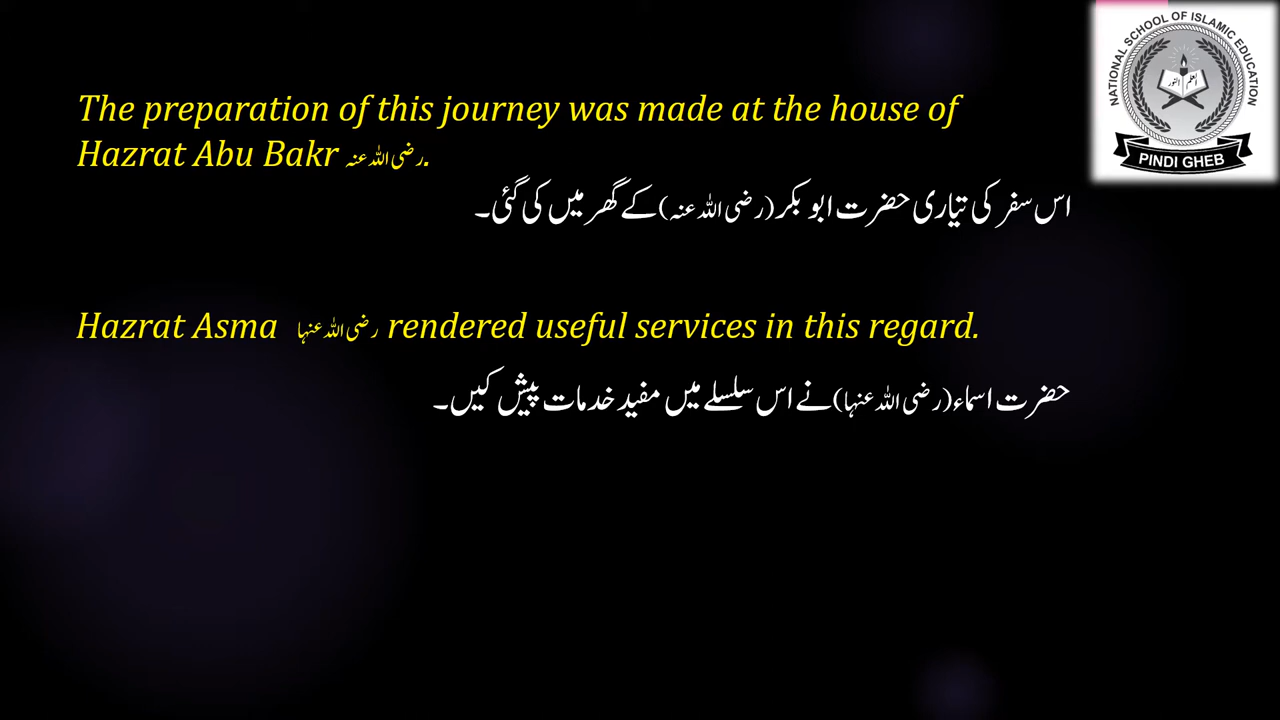 The preparation of this journey was made at the house of
Hazrat Abu Bakr رضی اللہ عنہ.
اس سفر کی تیاری حضرت ابو بکر (رضی اللہ عنہ) کے گھر میں کی گئی۔
Hazrat Asma رضی اللہ عنہا rendered useful services in this regard.
حضرت اسماء (رضی اللہ عنہا) نے اس سلسلے میں مفید خدمات پیش کیں۔
NATIONAL SCHOOL OF ISLAMIC EDUCATION
PINDI GHEB